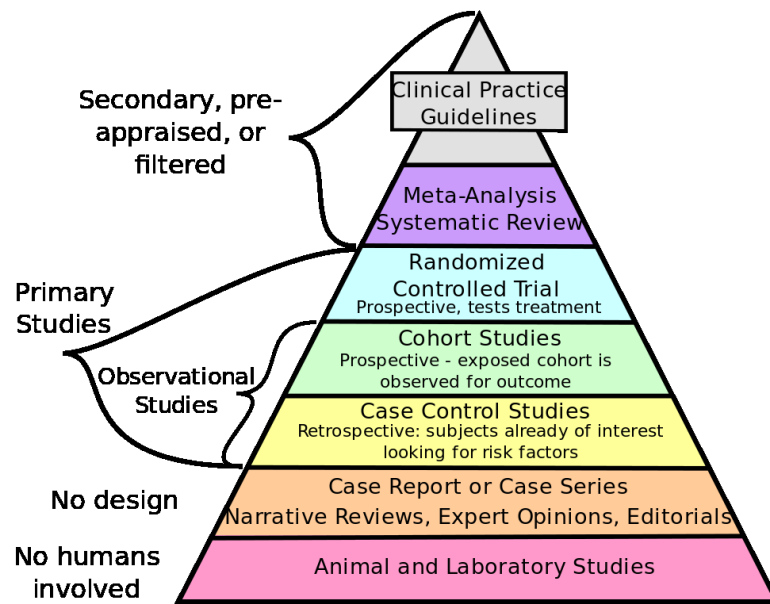 Clinical Practice
Guidelines
Secondary, pre-
appraised, or
filtered
Meta-Analysis
Systematic Review
Randomized
Controlled Trial
Prospective, tests treatment
Primary
Studies
Cohort Studies
Prospective - exposed cohort is
observed for outcome
Observational
Studies
Case Control Studies
Retrospective: subjects already of interest
looking for risk factors
No design
Case Report or Case Series
Narrative Reviews, Expert Opinions, Editorials
No humans
involved
Animal and Laboratory Studies